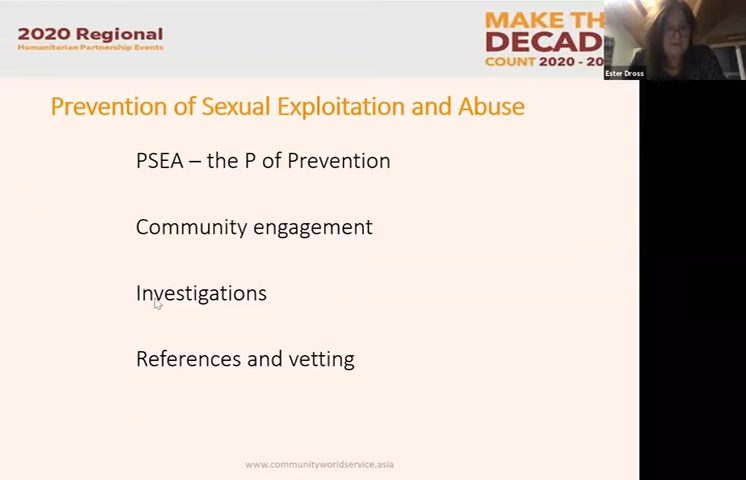 2020 Regional
Humanitarian Partnership Events
MAKE TH
DECAD
COUNT 2020 - 20
Ester Dross
Prevention of Sexual Exploitation and Abuse
PSEA – the P of Prevention
Community engagement
Investigations
References and vetting
www.communityworldservice.asia